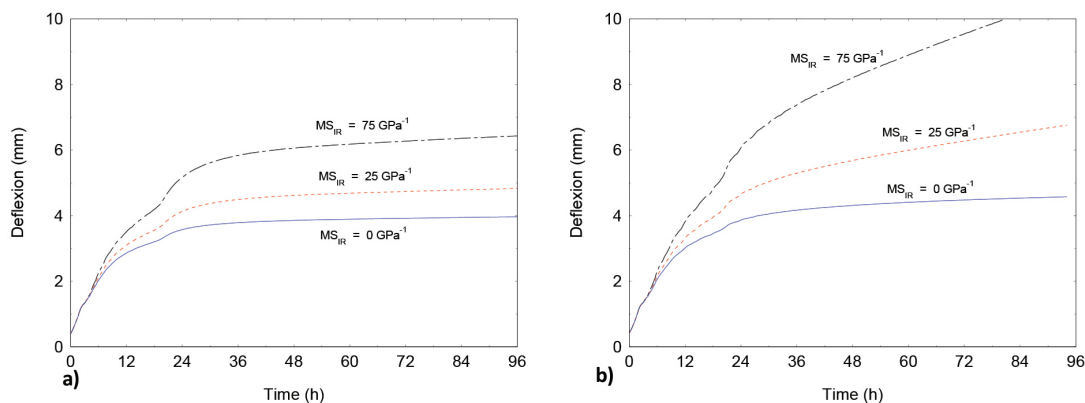 10
8
6
4
2
0
Deflexion (mm)
MS_IR = 75 GPa⁻¹
MS_IR = 25 GPa⁻¹
MS_IR = 0 GPa⁻¹
0 12 24 36 48 60 72 84 96
a)
Time (h)
10
8
6
4
2
0
Deflexion (mm)
MS_IR = 75 GPa⁻¹
MS_IR = 25 GPa⁻¹
MS_IR = 0 GPa⁻¹
0 12 24 36 48 60 72 84 96
b)
Time (h)